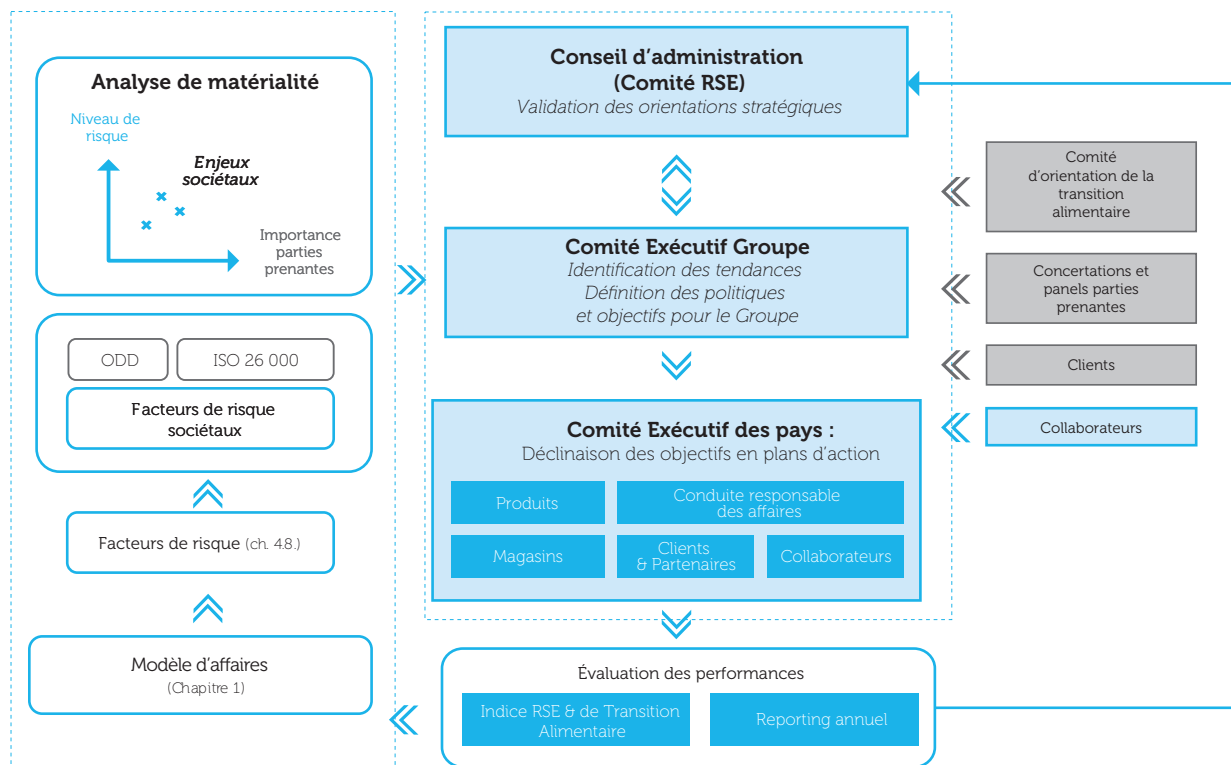 Analyse de matérialité
Niveau de
risque
Enjeux
sociétaux
Importance
parties
prenantes
ODD
ISO 26 000
Facteurs de risque
sociétaux
Facteurs de risque (ch. 4.8.)
Modèle d'affaires
(Chapitre 1)
Conseil d'administration
(Comité RSE)
Validation des orientations stratégiques
Comité Exécutif Groupe
Identification des tendances
Définition des politiques
et objectifs pour le Groupe
Comité Exécutif des pays :
Déclinaison des objectifs en plans d'action
Produits
Conduite responsable
des affaires
Magasins
Clients
& Partenaires
Collaborateurs
Évaluation des performances
Indice RSE & de Transition
Alimentaire
Reporting annuel
Comité
d'orientation de la
transition
alimentaire
Concertations et
panels parties
prenantes
Clients
Collaborateurs